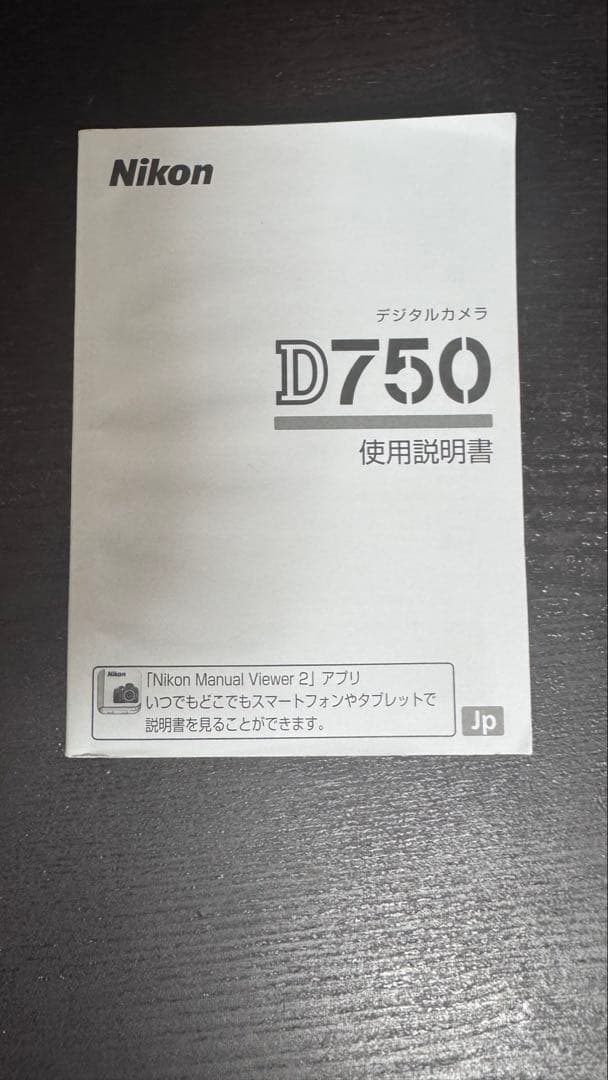 Nikon
デジタルカメラ
D750
使用説明書
Nikon
「Nikon Manual Viewer 2」アプリ
いつでもどこでもスマートフォンやタブレットで
説明書を見ることができます。
Jp